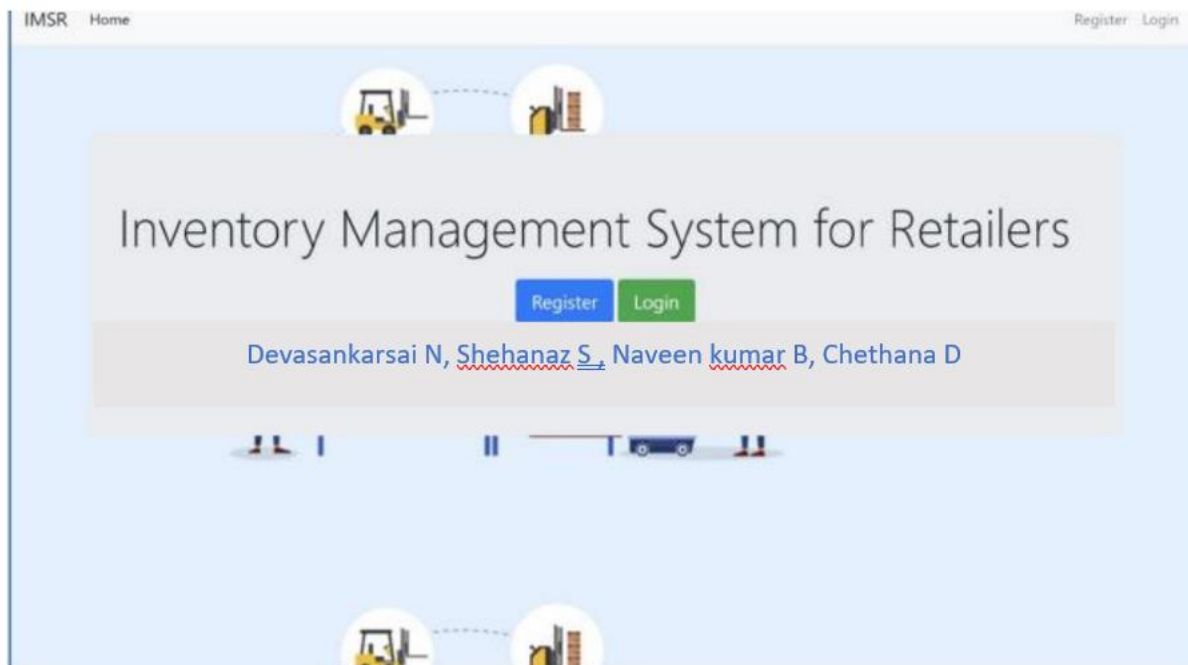 IMSR Home Register Login
Inventory Management System for Retailers
Register Login
Devasankarsai N, Shehanaz S , Naveen kumar B, Chethana D